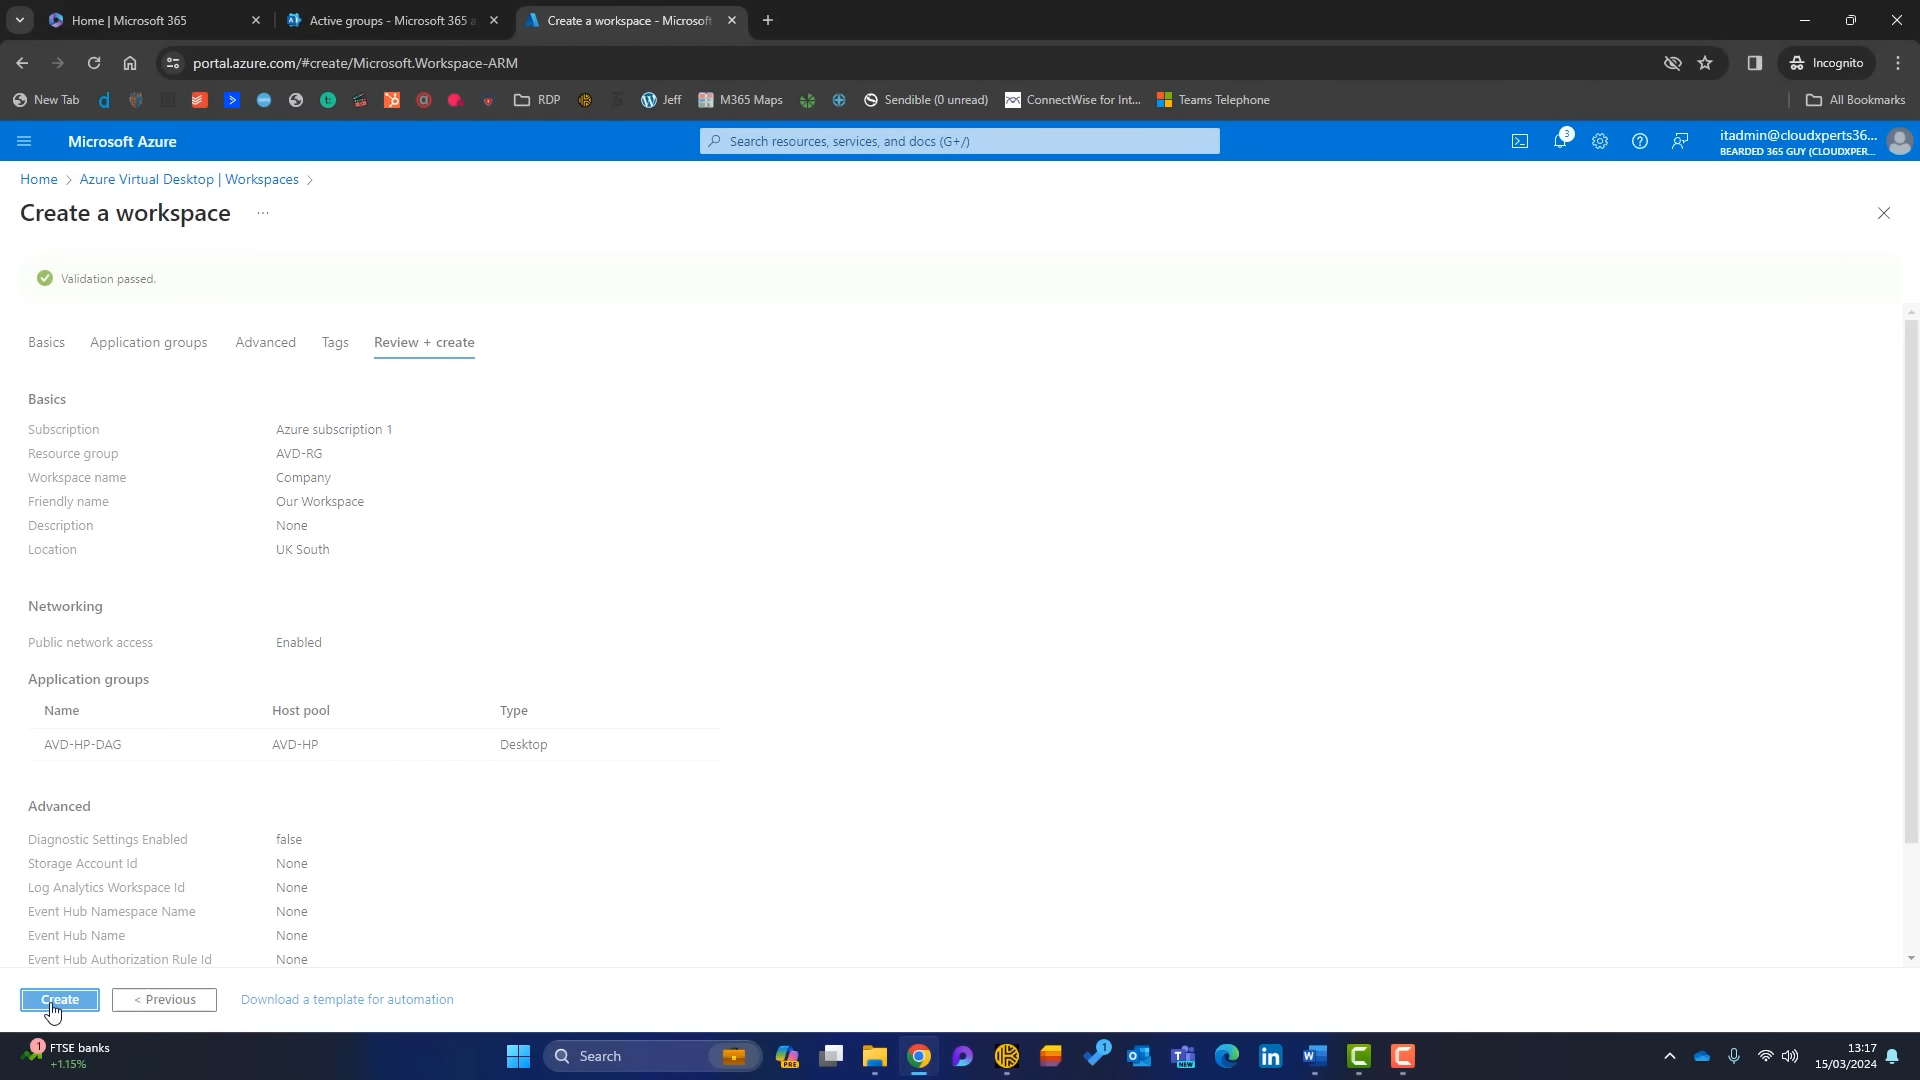 Home | Microsoft 365
Active groups - Microsoft 365 a
Create a workspace - Microsoft
portal.azure.com/#create/Microsoft.Workspace-ARM
Incognito
New Tab
RDP
Jeff
M365 Maps
Sendible (0 unread)
ConnectWise for Int...
Teams Telephone
All Bookmarks
Microsoft Azure
Search resources, services, and docs (G+/)
3
itadmin@cloudxperts36...
BEARDED 365 GUY (CLOUDXPER...
Home > Azure Virtual Desktop | Workspaces >
Create a workspace ...
Validation passed.
Basics
Application groups
Advanced
Tags
Review + create
Basics
Subscription Azure subscription 1
Resource group AVD-RG
Workspace name Company
Friendly name Our Workspace
Description None
Location UK South
Networking
Public network access Enabled
Application groups
Name Host pool Type
AVD-HP-DAG AVD-HP Desktop
Advanced
Diagnostic Settings Enabled false
Storage Account Id None
Log Analytics Workspace Id None
Event Hub Namespace Name None
Event Hub Name None
Event Hub Authorization Rule Id None
Create
< Previous
Download a template for automation
1
FTSE banks
+1.15%
Search
PRE
1
NEW
13:17
15/03/2024